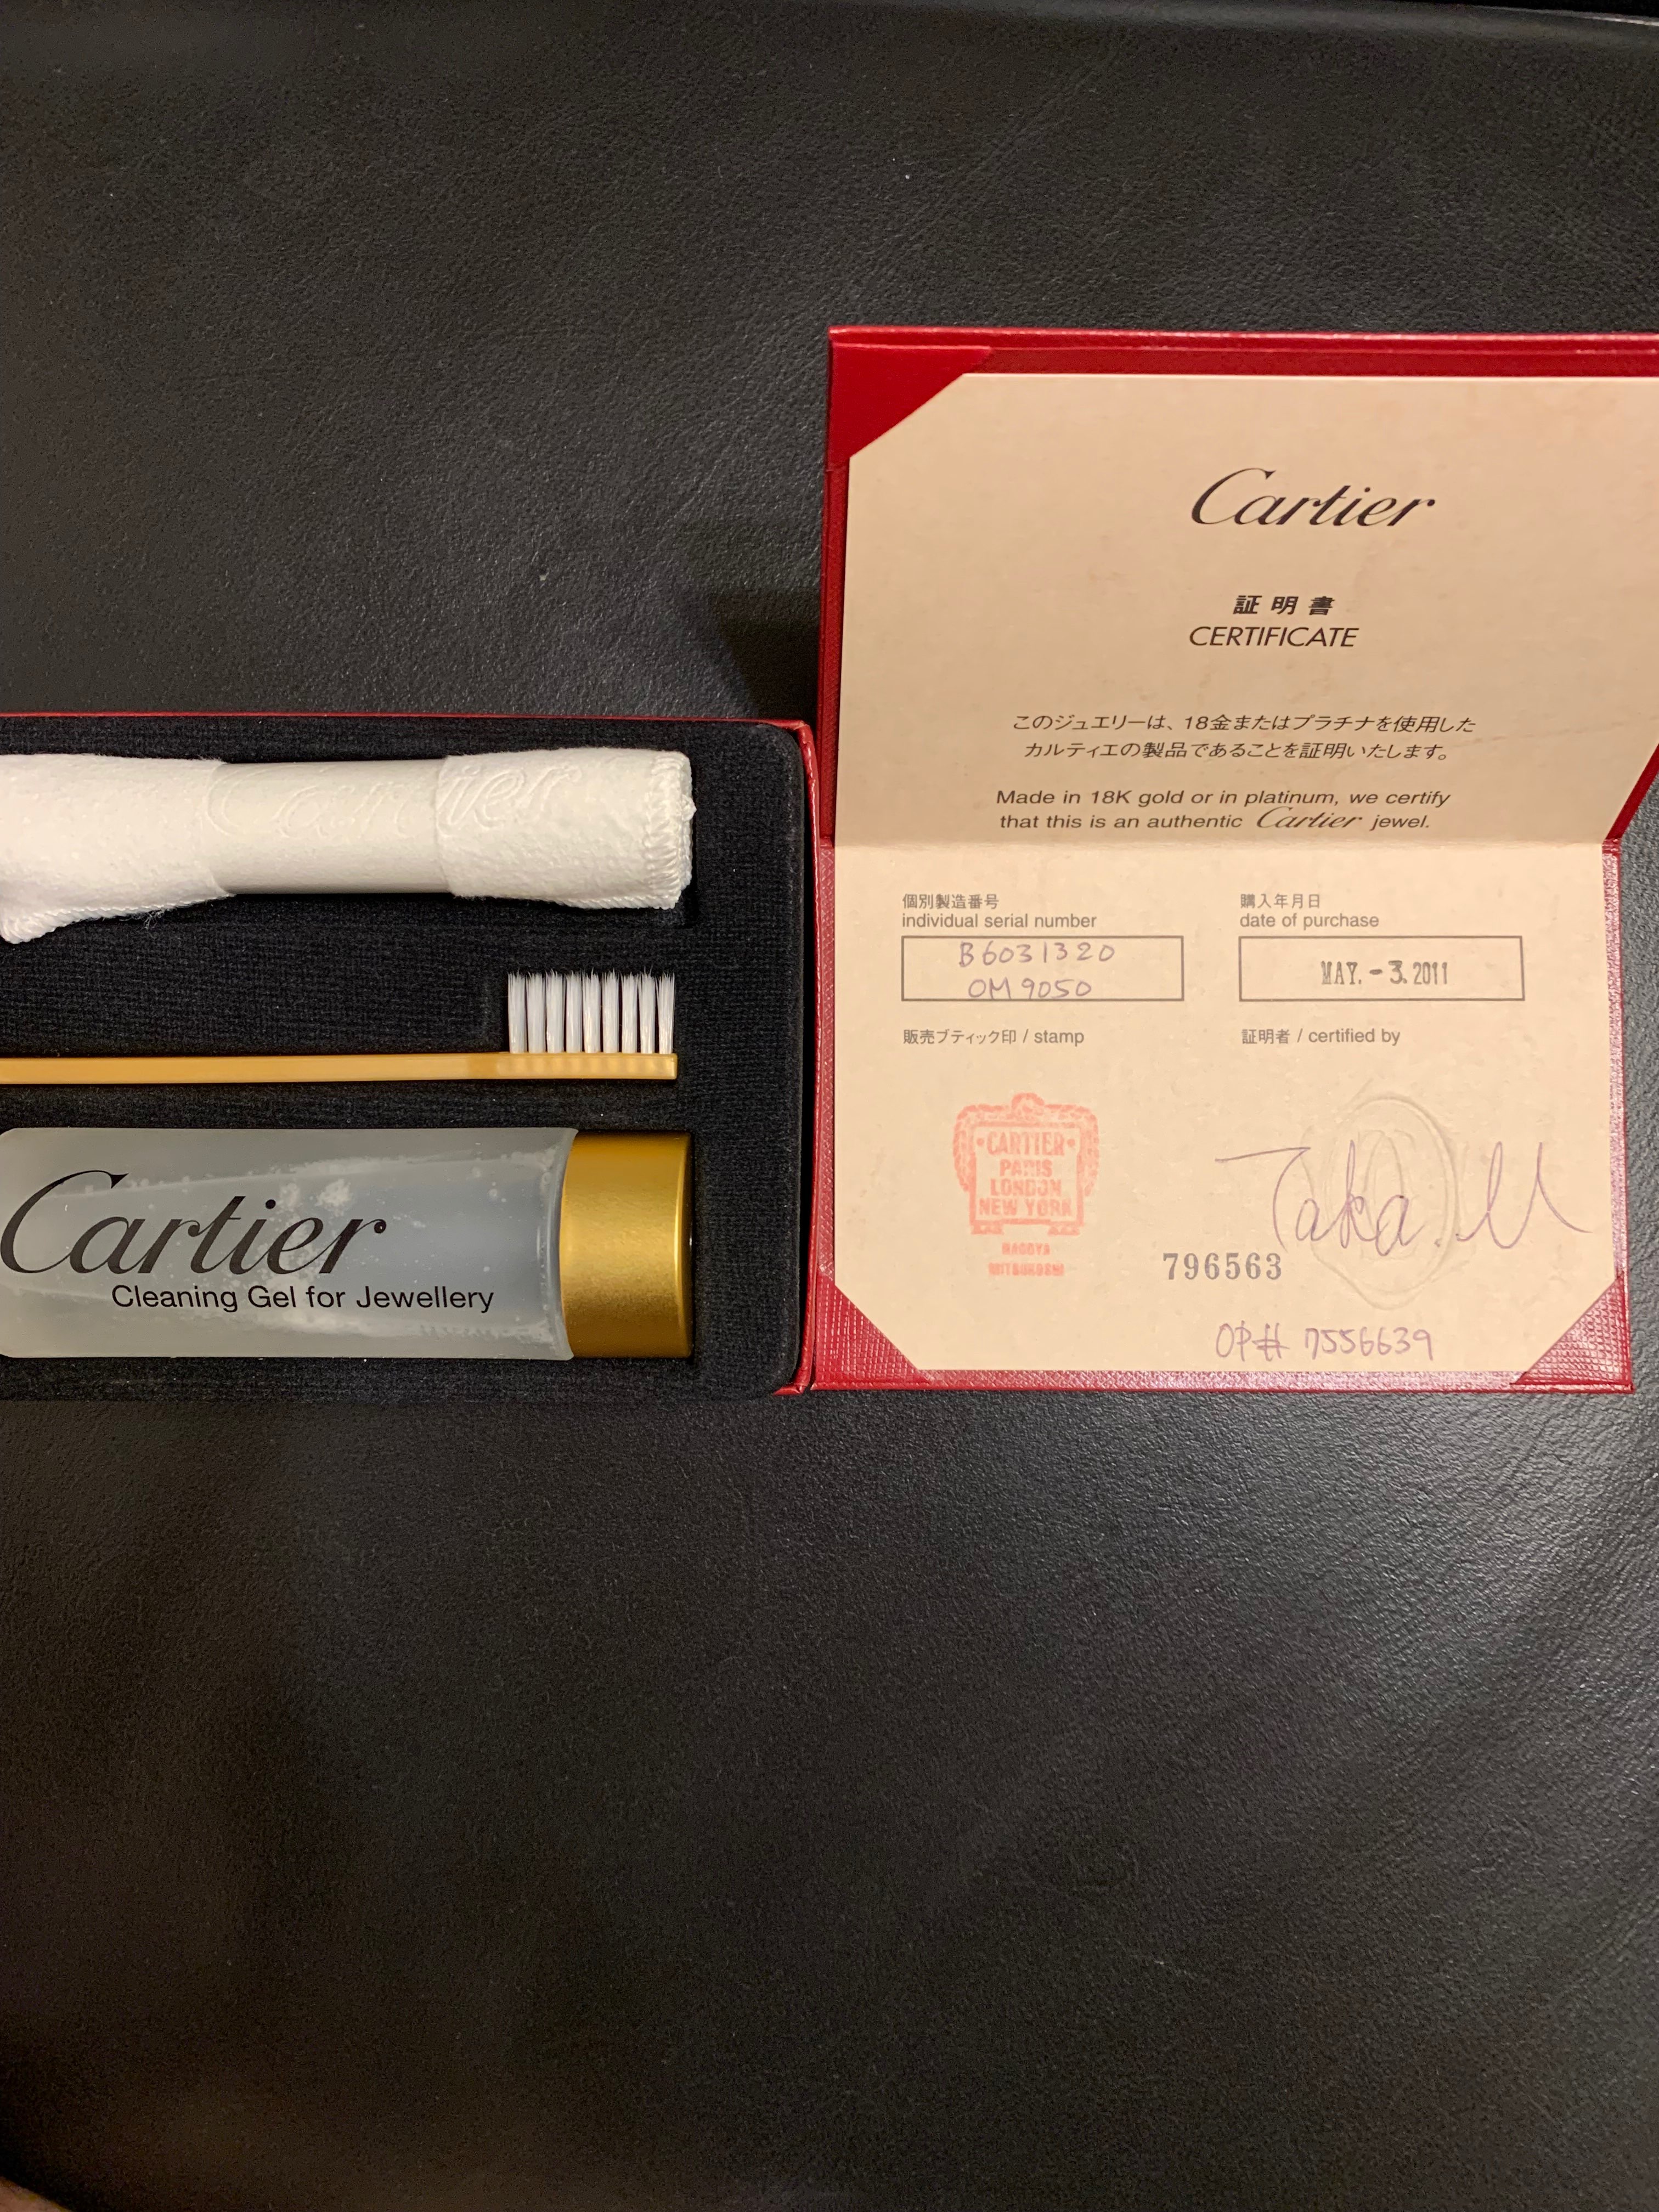 Cartier
証明書
CERTIFICATE
このジュエリーは、18金またはプラチナを使用した
カルティエの製品であることを証明いたします。
Made in 18K gold or in platinum, we certify
that this is an authentic Cartier jewel.
個別製造番号
individual serial number
B6031320
OM9050
購入年月日
date of purchase
MAY. -3. 2011
販売ブティック印 / stamp
CARTIER
PARIS
LONDON
NEW YORK
NAGOYA
MITSUKOSHI
証明者 / certified by
Taka. M
796563
OP# 7556639
Cartier
Cartier
Cleaning Gel for Jewellery